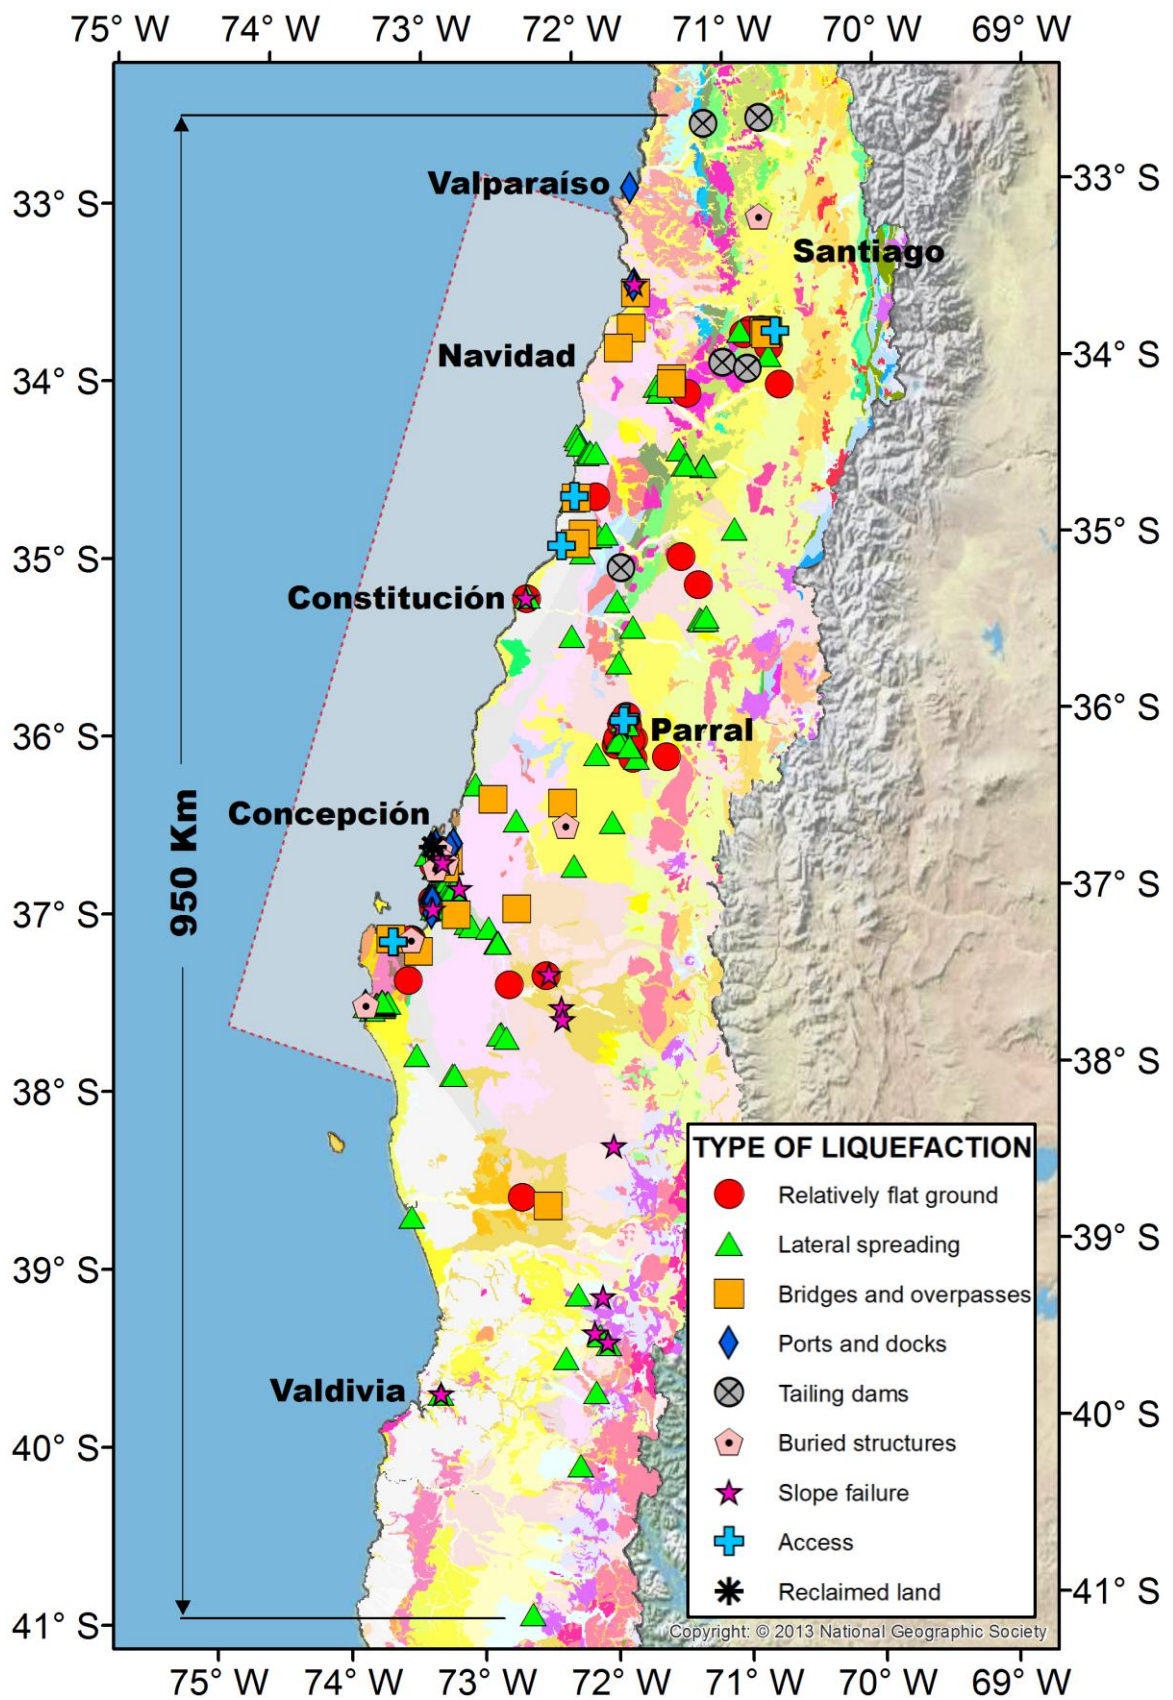 75° W 74° W 73° W 72° W 71° W 70° W 69° W
33° S
34° S
35° S
36° S
37° S
38° S
39° S
40° S
41° S
33° S
34° S
35° S
36° S
37° S
38° S
39° S
40° S
41° S
Valparaíso
Santiago
Navidad
Constitución
Parral
Concepción
950 Km
Valdivia
TYPE OF LIQUEFACTION
Relatively flat ground
Lateral spreading
Bridges and overpasses
Ports and docks
Tailing dams
Buried structures
Slope failure
Access
Reclaimed land
Copyright: © 2013 National Geographic Society
75° W 74° W 73° W 72° W 71° W 70° W 69° W